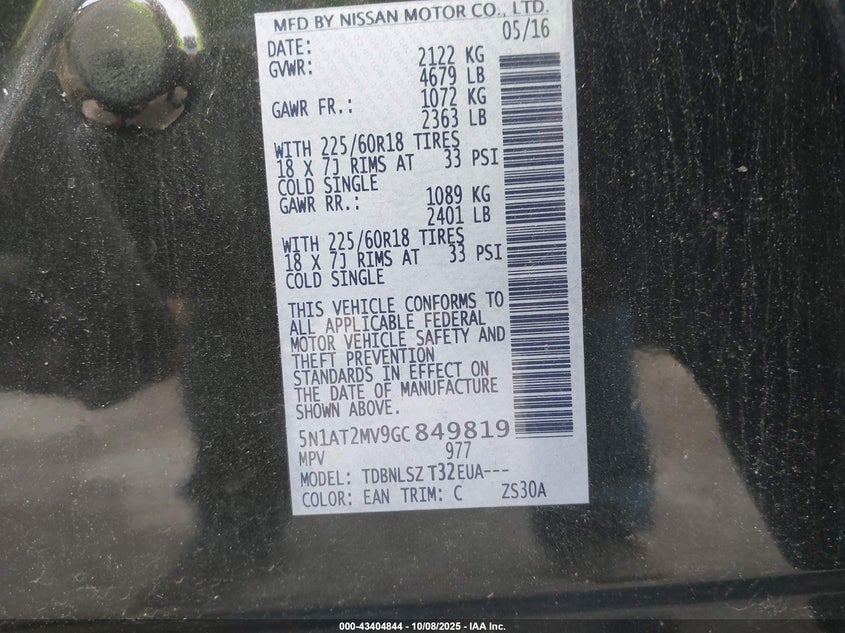 MFD BY NISSAN MOTOR CO., LTD.
DATE: 05/16
GVWR: 2122 KG
4679 LB
GAWR FR.: 1072 KG
2363 LB
WITH 225/60R18 TIRES
18 X 7J RIMS AT 33 PSI
COLD SINGLE
GAWR RR.: 1089 KG
2401 LB
WITH 225/60R18 TIRES
18 X 7J RIMS AT 33 PSI
COLD SINGLE
THIS VEHICLE CONFORMS TO
ALL APPLICABLE FEDERAL
MOTOR VEHICLE SAFETY AND
THEFT PREVENTION
STANDARDS IN EFFECT ON
THE DATE OF MANUFACTURE
SHOWN ABOVE.
5N1AT2MV9GC849819
MPV 977
MODEL: TDBNLSZ T32EUA---
COLOR: EAN TRIM: C ZS30A
000-43404844 - 10/08/2025 - IAA Inc.